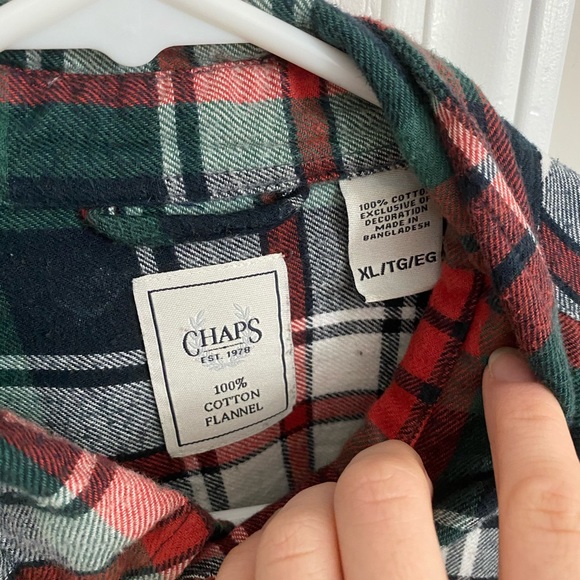 CHAPS
EST. 1978
100%
COTTON
FLANNEL
100% COTTON
EXCLUSIVE OF
DECORATION
MADE IN
BANGLADESH
XL/TG/EG